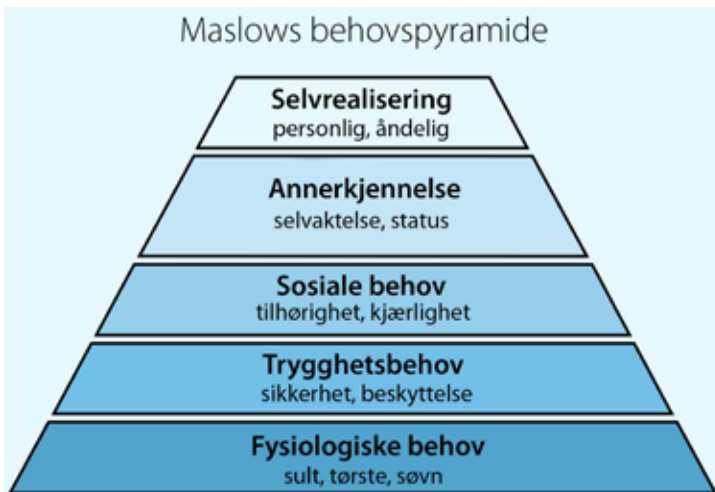 Maslows behovspyramide
Selvrealisering
personlig, åndelig
Annerkjennelse
selvaktelse, status
Sosiale behov
tilhørighet, kjærlighet
Trygghetsbehov
sikkerhet, beskyttelse
Fysiologiske behov
sult, tørste, søvn